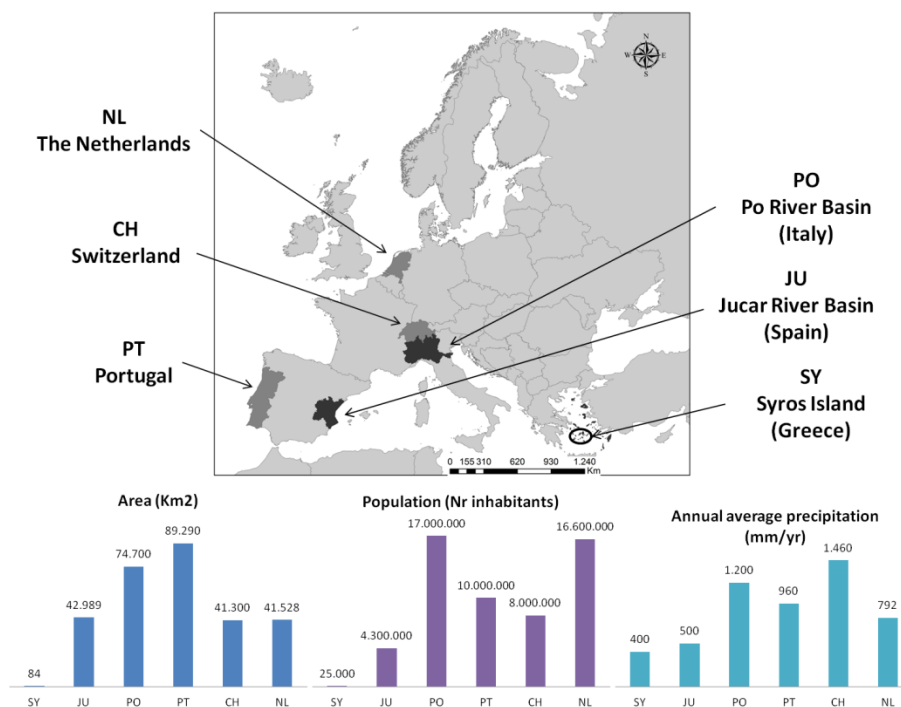 N
W E
S
NL
The Netherlands
CH
Switzerland
PT
Portugal
PO
Po River Basin
(Italy)
JU
Jucar River Basin
(Spain)
SY
Syros Island
(Greece)
0 155 310 620 930 1.240
Km
Area (Km2)
84
42.989
74.700
89.290
41.300
41.528
SY JU PO PT CH NL
Population (Nr inhabitants)
25.000
4.300.000
17.000.000
10.000.000
8.000.000
16.600.000
SY JU PO PT CH NL
Annual average precipitation
(mm/yr)
400
500
1.200
960
1.460
792
SY JU PO PT CH NL